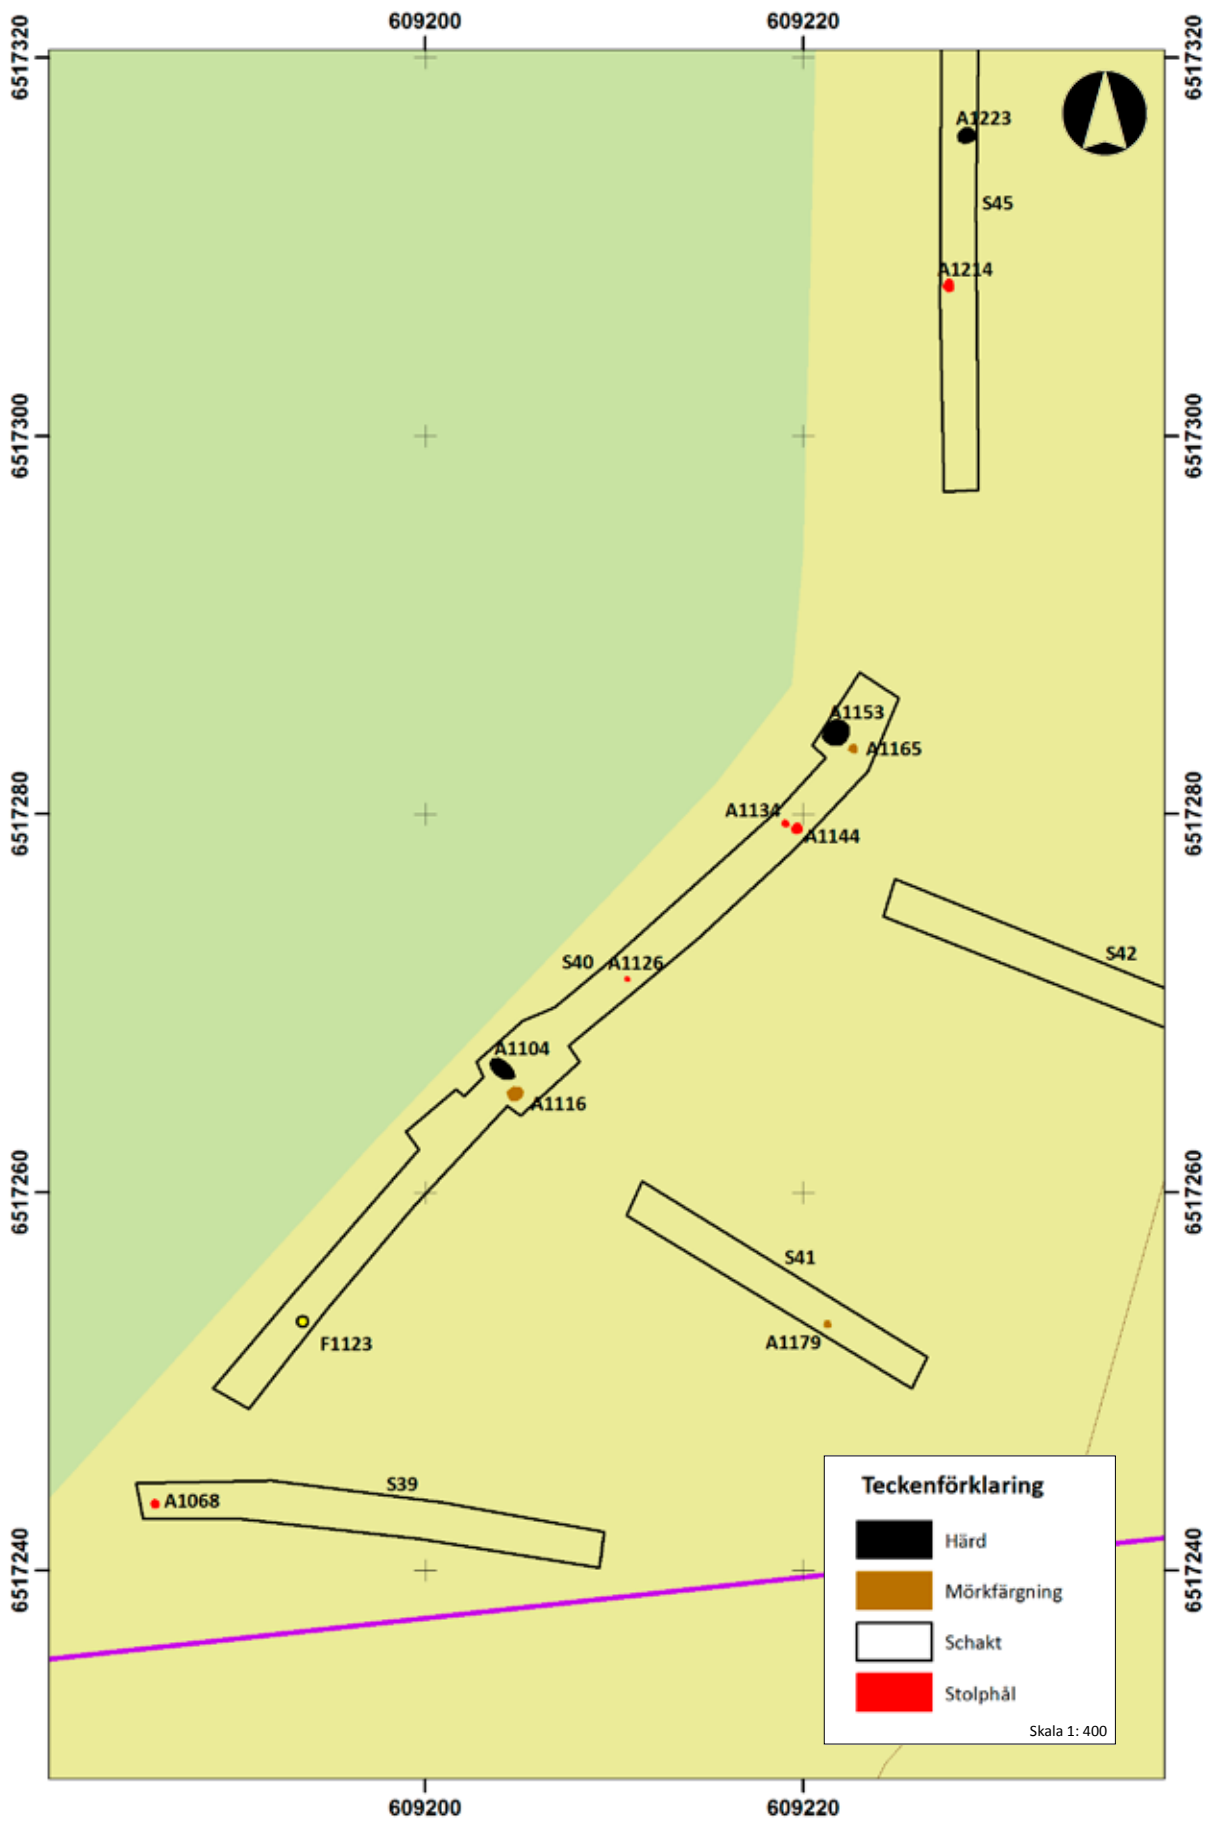 609200
609220
6517320
6517320
A1223
S45
A1214
6517300
6517300
A1153
A1165
6517280
6517280
A1134
A1144
S40
A1126
S42
A1104
A1116
6517260
6517260
S41
F1123
A1179
S39
A1068
6517240
6517240
Teckenförklaring
Härd
Mörkfärgning
Schakt
Stolphål
Skala 1: 400
609200
609220